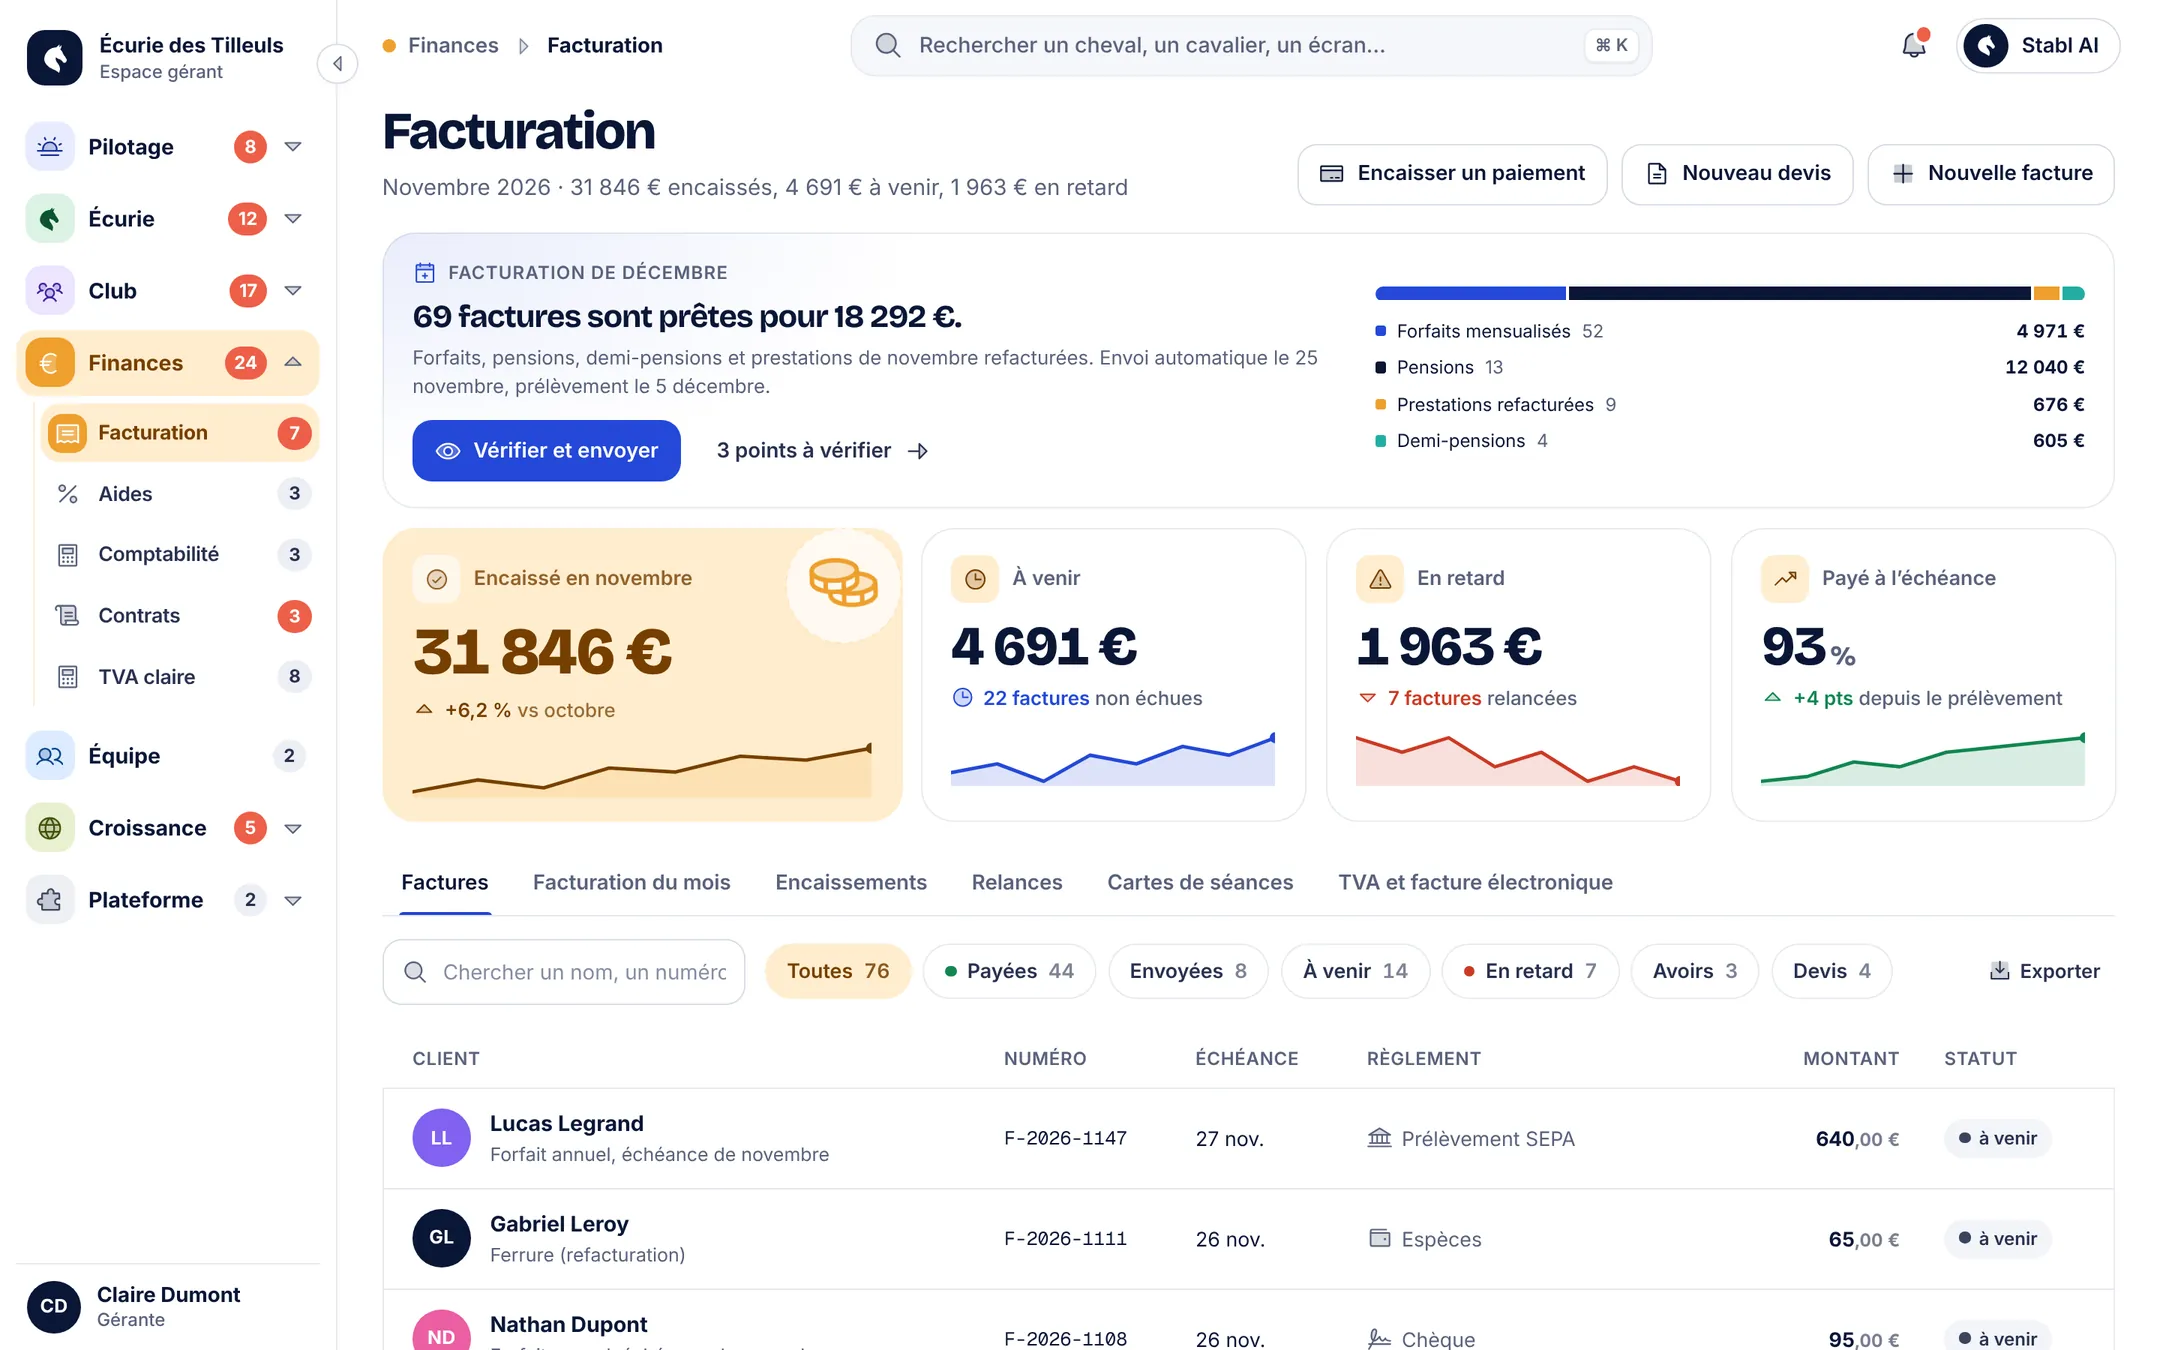 Écurie des Tilleuls
Espace gérant
Pilotage 8
Écurie 12
Club 17
Finances 24
Facturation 7
Aides 3
Comptabilité 3
Contrats 3
TVA claire 8
Équipe 2
Croissance 5
Plateforme 2
CD
Claire Dumont
Gérante
Finances Facturation
Rechercher un cheval, un cavalier, un écran...
⌘ K
Stabl AI
Facturation
Novembre 2026 · 31 846 € encaissés, 4 691 € à venir, 1 963 € en retard
Encaisser un paiement
Nouveau devis
Nouvelle facture
FACTURATION DE DÉCEMBRE
69 factures sont prêtes pour 18 292 €.
Forfaits, pensions, demi-pensions et prestations de novembre refacturées. Envoi automatique le 25
novembre, prélèvement le 5 décembre.
Vérifier et envoyer
3 points à vérifier
Forfaits mensualisés 52 4 971 €
Pensions 13 12 040 €
Prestations refacturées 9 676 €
Demi-pensions 4 605 €
Encaissé en novembre
31 846 €
+6,2 % vs octobre
À venir
4 691 €
22 factures non échues
En retard
1 963 €
7 factures relancées
Payé à l’échéance
93 %
+4 pts depuis le prélèvement
Factures Facturation du mois Encaissements Relances Cartes de séances TVA et facture électronique
Chercher un nom, un numéro
Toutes 76
Payées 44
Envoyées 8
À venir 14
En retard 7
Avoirs 3
Devis 4
Exporter
CLIENT NUMÉRO ÉCHÉANCE RÈGLEMENT MONTANT STATUT
LL
Lucas Legrand
Forfait annuel, échéance de novembre
F-2026-1147 27 nov. Prélèvement SEPA 640,00 € à venir
GL
Gabriel Leroy
Ferrure (refacturation)
F-2026-1111 26 nov. Espèces 65,00 € à venir
ND
Nathan Dupont
F-2026-1108 26 nov. Chèque 95,00 € à venir